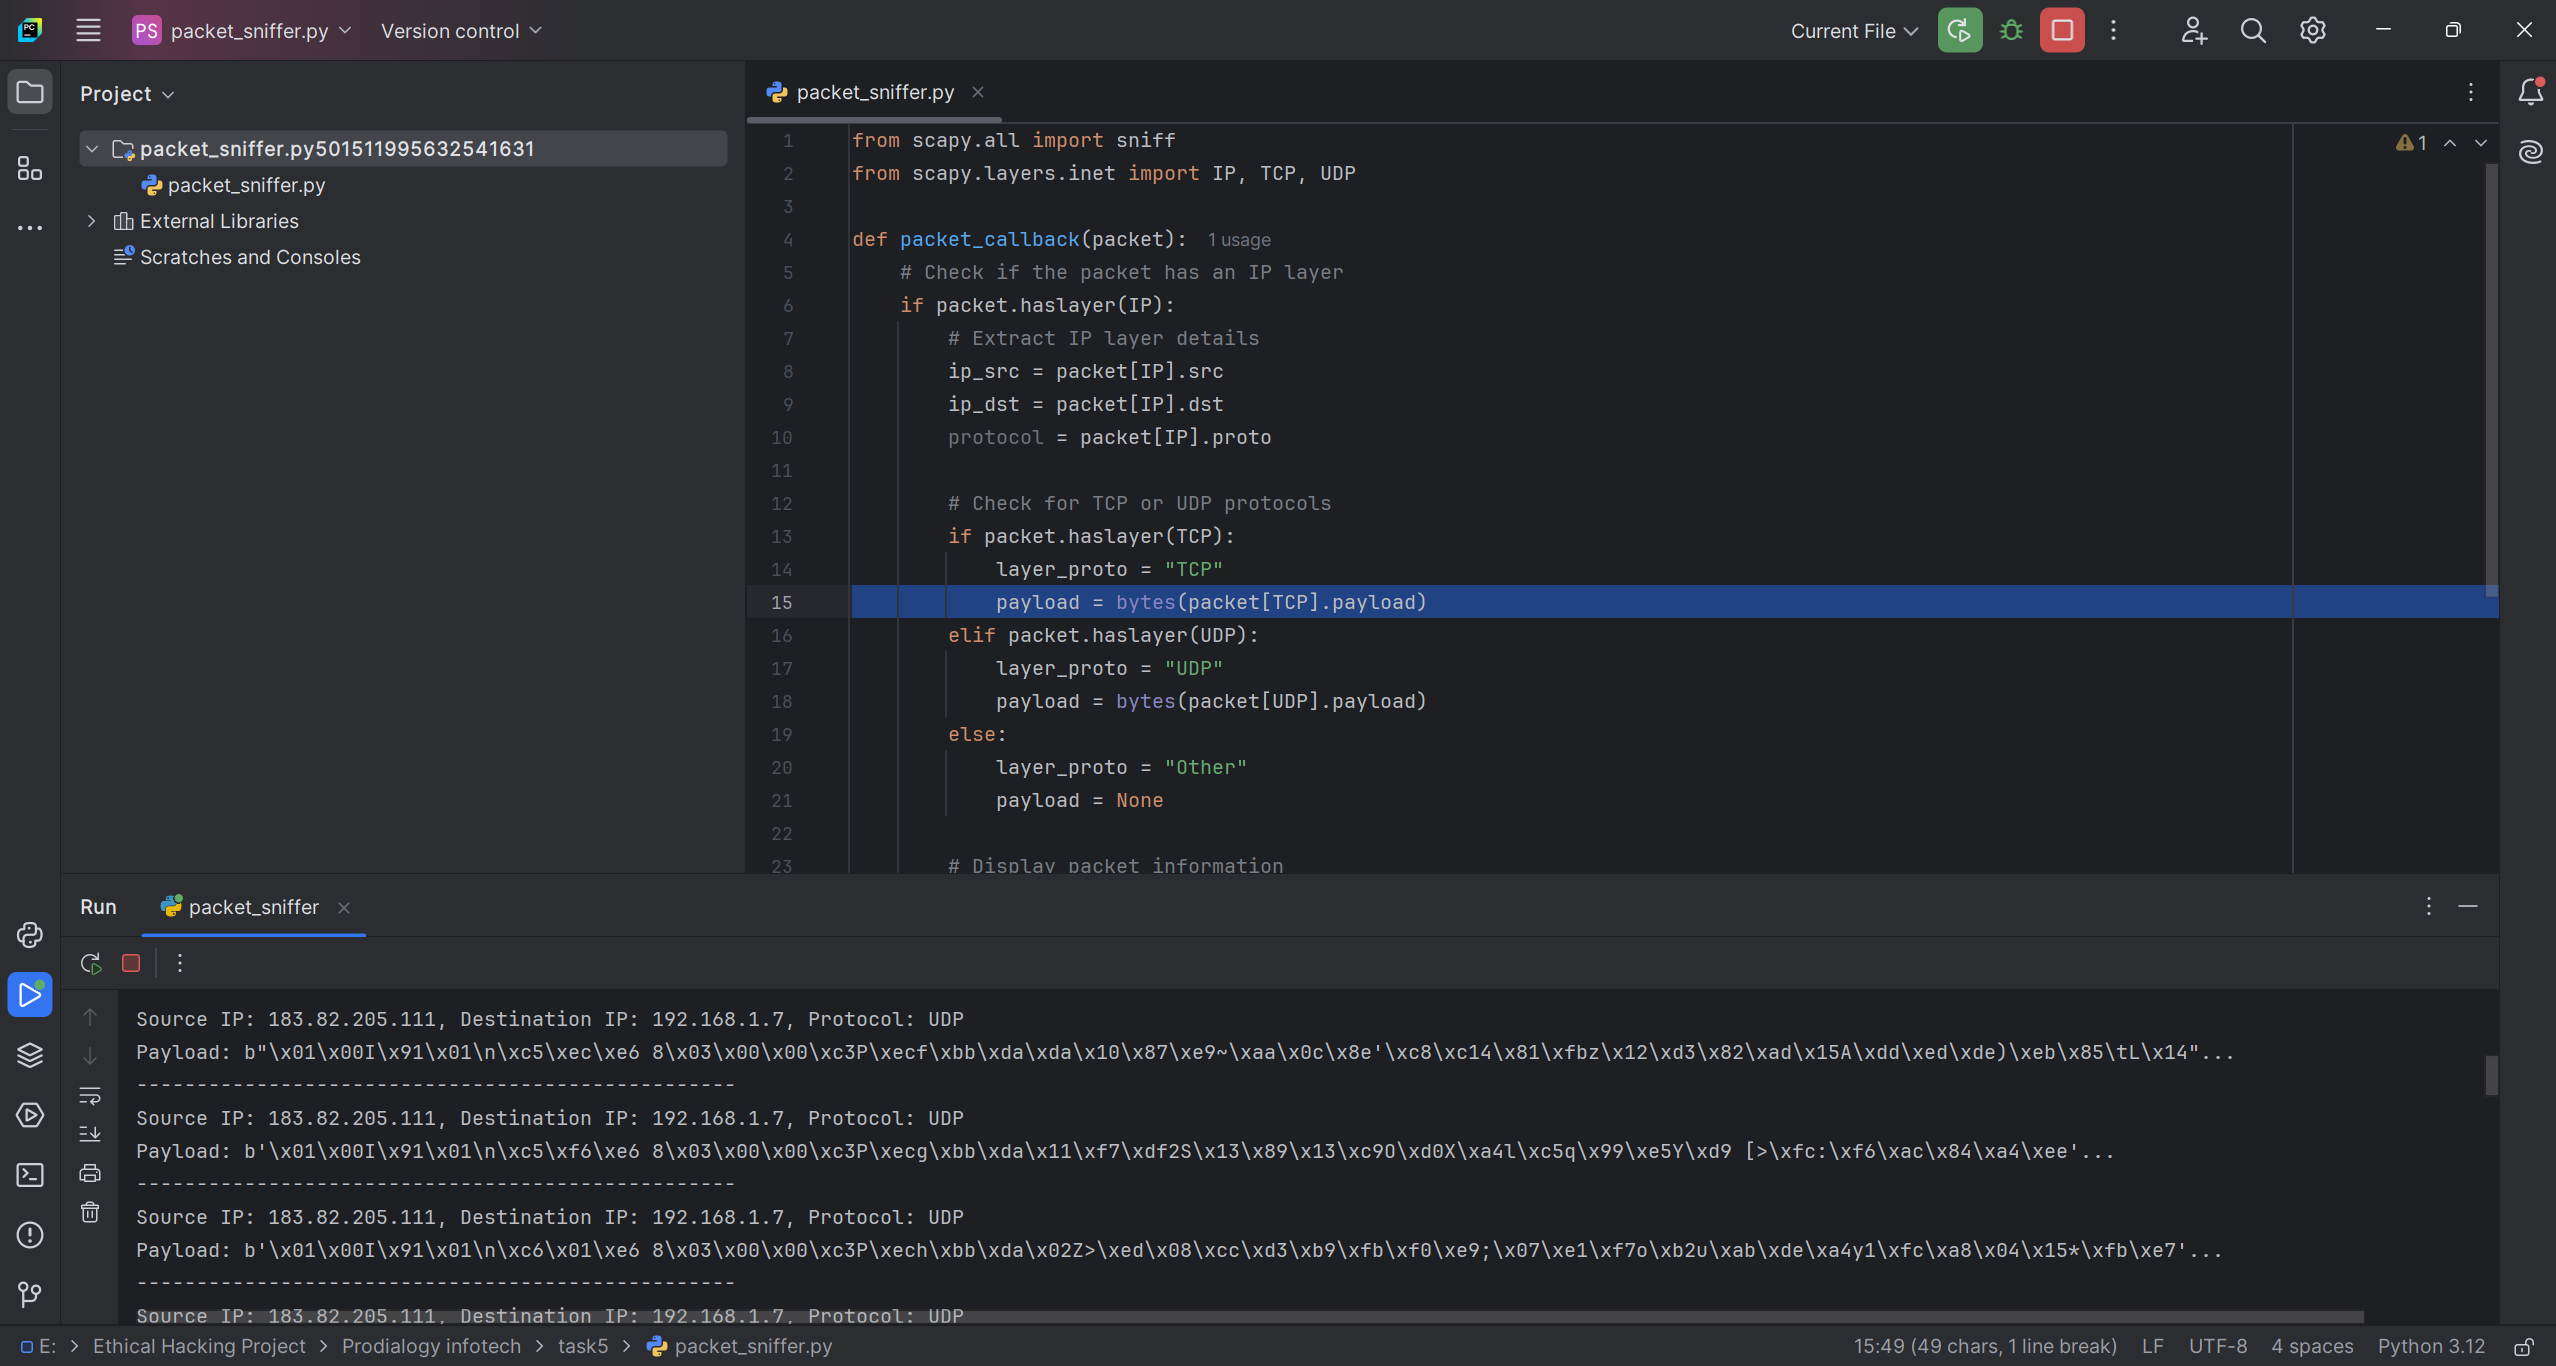 PS packet_sniffer.py Version control Current File
Project
packet_sniffer.py501511995632541631
packet_sniffer.py
External Libraries
Scratches and Consoles
packet_sniffer.py
1 from scapy.all import sniff
2 from scapy.layers.inet import IP, TCP, UDP
3
4 def packet_callback(packet): 1 usage
5 # Check if the packet has an IP layer
6 if packet.haslayer(IP):
7 # Extract IP layer details
8 ip_src = packet[IP].src
9 ip_dst = packet[IP].dst
10 protocol = packet[IP].proto
11
12 # Check for TCP or UDP protocols
13 if packet.haslayer(TCP):
14 layer_proto = "TCP"
15 payload = bytes(packet[TCP].payload)
16 elif packet.haslayer(UDP):
17 layer_proto = "UDP"
18 payload = bytes(packet[UDP].payload)
19 else:
20 layer_proto = "Other"
21 payload = None
22
23 # Display packet information
1
Run packet_sniffer
Source IP: 183.82.205.111, Destination IP: 192.168.1.7, Protocol: UDP
Payload: b"\x01\x00I\x91\x01\n\xc5\xec\xe6 8\x03\x00\x00\xc3P\xecf\xbb\xda\xda\x10\x87\xe9~\xaa\x0c\x8e'\xc8\xc14\x81\xfbz\x12\xd3\x82\xad\x15A\xdd\xed\xde)\xeb\x85\tL\x14"...
--------------------------------------------------
Source IP: 183.82.205.111, Destination IP: 192.168.1.7, Protocol: UDP
Payload: b'\x01\x00I\x91\x01\n\xc5\xf6\xe6 8\x03\x00\x00\xc3P\xecg\xbb\xda\x11\xf7\xdf2S\x13\x89\x13\xc9O\xd0X\xa4l\xc5q\x99\xe5Y\xd9 [>\xfc:\xf6\xac\x84\xa4\xee'...
--------------------------------------------------
Source IP: 183.82.205.111, Destination IP: 192.168.1.7, Protocol: UDP
Payload: b'\x01\x00I\x91\x01\n\xc6\x01\xe6 8\x03\x00\x00\xc3P\xech\xbb\xda\x02Z>\xed\x08\xcc\xd3\xb9\xfb\xf0\xe9;\x07\xe1\xf7o\xb2u\xab\xde\xa4y1\xfc\xa8\x04\x15*\xfb\xe7'...
--------------------------------------------------
Source IP: 183.82.205.111, Destination IP: 192.168.1.7, Protocol: UDP
E: > Ethical Hacking Project > Prodialogy infotech > task5 > packet_sniffer.py 15:49 (49 chars, 1 line break) LF UTF-8 4 spaces Python 3.12